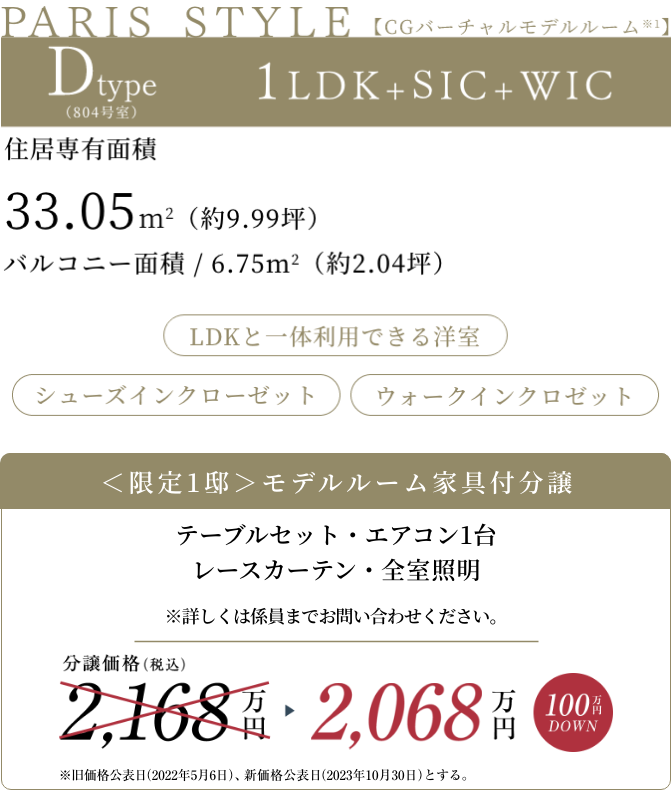 PARIS STYLE 【CGバーチャルモデルルーム※1】
Dtype
（804号室）
1LDK+SIC+WIC
住居専有面積
33.05m²（約9.99坪）
バルコニー面積 / 6.75m²（約2.04坪）
LDKと一体利用できる洋室
シューズインクローゼット
ウォークインクロゼット
＜限定1邸＞モデルルーム家具付分譲
テーブルセット・エアコン1台
レースカーテン・全室照明
※詳しくは係員までお問い合わせください。
分譲価格（税込）
2,168万円 ▶ 2,068万円 100万円 DOWN
※旧価格公表日(2022年5月6日)、新価格公表日(2023年10月30日)とする。